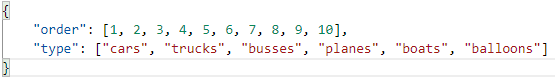 {
    "order": [1, 2, 3, 4, 5, 6, 7, 8, 9, 10],
    "type": ["cars", "trucks", "busses", "planes", "boats", "balloons"]
}